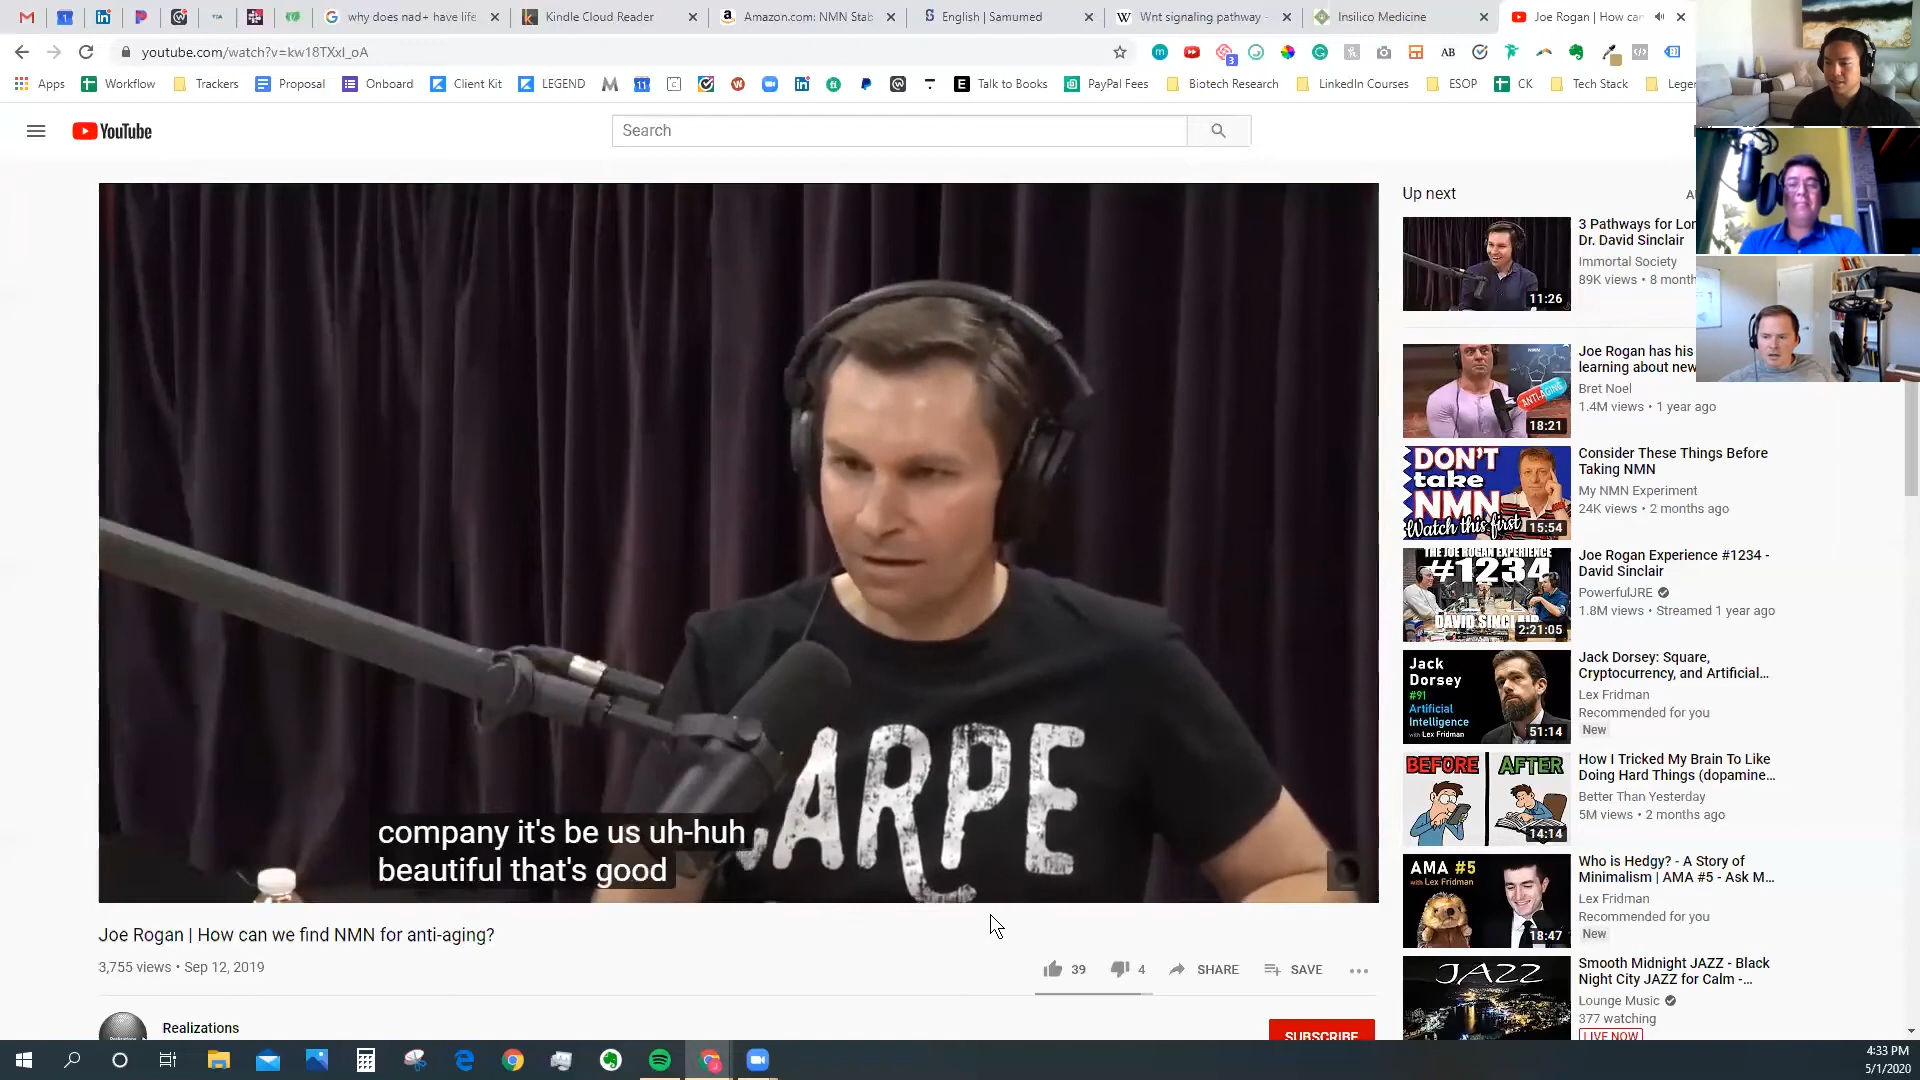 why does nad+ have life
Kindle Cloud Reader
Amazon.com: NMN Stab
English | Samumed
Wnt signaling pathway -
Insilico Medicine
Joe Rogan | How can
youtube.com/watch?v=kw18TXxl_oA
Apps
Workflow
Trackers
Proposal
Onboard
Client Kit
LEGEND
Talk to Books
PayPal Fees
Biotech Research
LinkedIn Courses
ESOP
CK
Tech Stack
Leger
YouTube
Search
ARPE
company it's be us uh-huh
beautiful that's good
Joe Rogan | How can we find NMN for anti-aging?
3,755 views • Sep 12, 2019
39
4
SHARE
SAVE
Realizations
SUBSCRIBE
Up next
3 Pathways for Lon
Dr. David Sinclair
Immortal Society
89K views • 8 month
11:26
Joe Rogan has his
learning about new
Bret Noel
1.4M views • 1 year ago
ANTI-AGING
18:21
Consider These Things Before
Taking NMN
My NMN Experiment
24K views • 2 months ago
DON'T
take
NMN
Watch this first
15:54
Joe Rogan Experience #1234 -
David Sinclair
PowerfulJRE
1.8M views • Streamed 1 year ago
THE JOE ROGAN EXPERIENCE
#1234
DAVID SINCLAIR
2:21:05
Jack Dorsey: Square,
Cryptocurrency, and Artificial...
Lex Fridman
Recommended for you
New
Jack
Dorsey
#91
Artificial
Intelligence
with Lex Fridman
51:14
How I Tricked My Brain To Like
Doing Hard Things (dopamine...
Better Than Yesterday
5M views • 2 months ago
BEFORE
AFTER
14:14
Who is Hedgy? - A Story of
Minimalism | AMA #5 - Ask M...
Lex Fridman
Recommended for you
New
AMA #5
with Lex Fridman
18:47
Smooth Midnight JAZZ - Black
Night City JAZZ for Calm -...
Lounge Music
377 watching
LIVE NOW
JAZZ
4:33 PM
5/1/2020